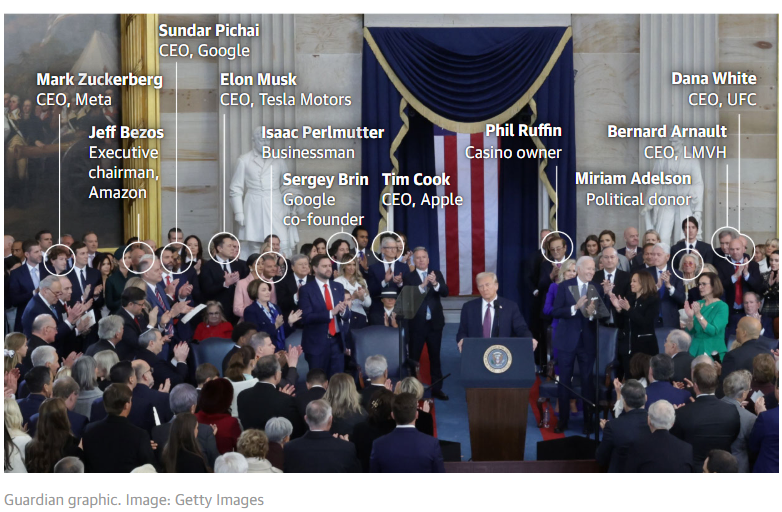 Sundar Pichai
CEO, Google
Mark Zuckerberg
CEO, Meta
Elon Musk
CEO, Tesla Motors
Dana White
CEO, UFC
Jeff Bezos
Executive
chairman,
Amazon
Isaac Perlmutter
Businessman
Phil Ruffin
Casino owner
Bernard Arnault
CEO, LMVH
Sergey Brin
Google
co-founder
Tim Cook
CEO, Apple
Miriam Adelson
Political donor
Guardian graphic. Image: Getty Images